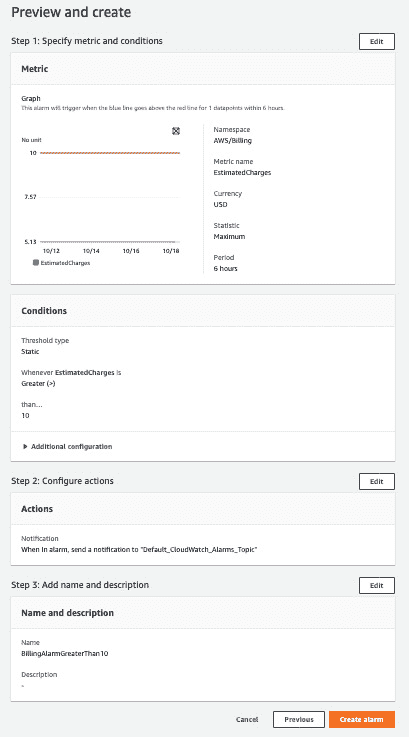 Preview and create
Step 1: Specify metric and conditions
Edit
Metric
Graph
This alarm will trigger when the blue line goes above the red line for 1 datapoints within 6 hours.
No unit
10
7.57
5.13
10/12 10/14 10/16 10/18
EstimatedCharges
Namespace
AWS/Billing
Metric name
EstimatedCharges
Currency
USD
Statistic
Maximum
Period
6 hours
Conditions
Threshold type
Static
Whenever EstimatedCharges is
Greater (>)
than...
10
Additional configuration
Step 2: Configure actions
Edit
Actions
Notification
When In alarm, send a notification to "Default_CloudWatch_Alarms_Topic"
Step 3: Add name and description
Edit
Name and description
Name
BillingAlarmGreaterThan10
Description
-
Cancel
Previous
Create alarm